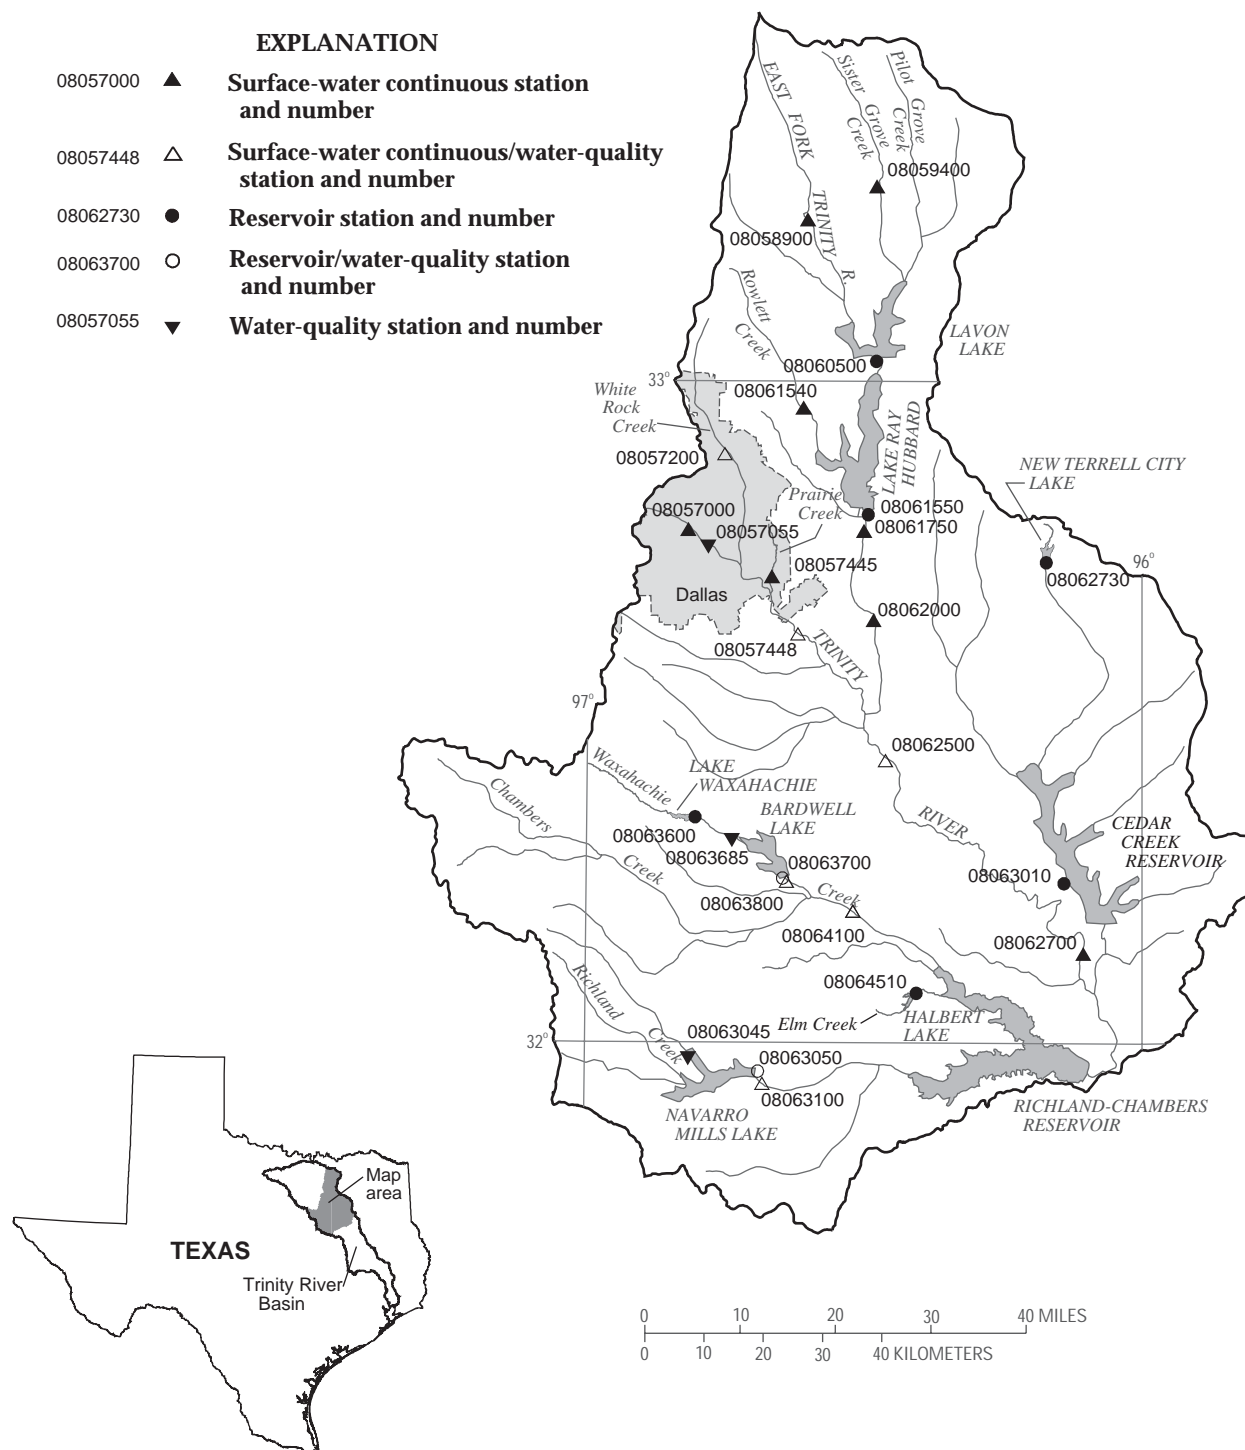 EXPLANATION
08057000 Surface-water continuous station
and number
08057448 Surface-water continuous/water-quality
station and number
08062730 Reservoir station and number
08063700 Reservoir/water-quality station
and number
08057055 Water-quality station and number
EAST FORK TRINITY R.
Sister Grove Creek
Pilot Grove Creek
08059400
08058900
Rowlett Creek
LAVON
LAKE
08060500
33°
08061540
White
Rock
Creek
LAKE RAY
HUBBARD
08057200
NEW TERRELL CITY
LAKE
Prairie
Creek
08057000
08061550
08061750
08057055
96°
08057445
08062730
Dallas
08062000
08057448
TRINITY
97°
08062500
Waxahachie
LAKE
WAXAHACHIE
Chambers
BARDWELL
LAKE
RIVER
CEDAR
CREEK
RESERVOIR
08063600
08063685
08063700
Creek
08063010
08063800
Creek
08064100
08062700
Richland
08064510
Elm Creek
HALBERT
LAKE
Creek
08063045
32°
08063050
08063100
NAVARRO
MILLS LAKE
RICHLAND-CHAMBERS
RESERVOIR
Map
area
TEXAS
Trinity River
Basin
0 10 20 30 40 MILES
0 10 20 30 40 KILOMETERS